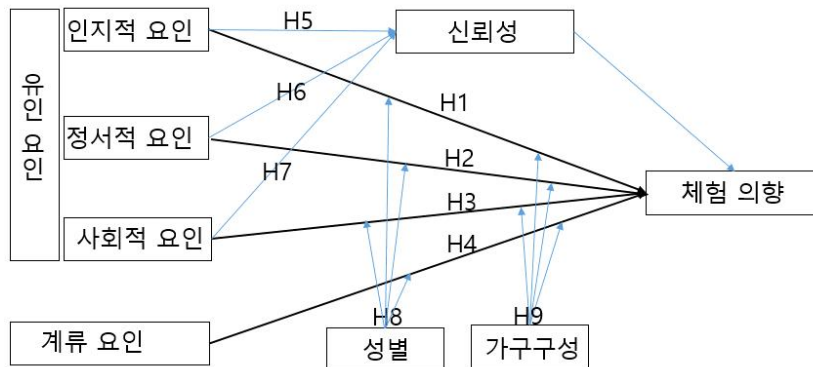 유인 요인
인지적 요인
H5
신뢰성
H6
H1
정서적 요인
H2
H7
체험 의향
사회적 요인
H3
H4
계류 요인
H8
성별
H9
가구구성